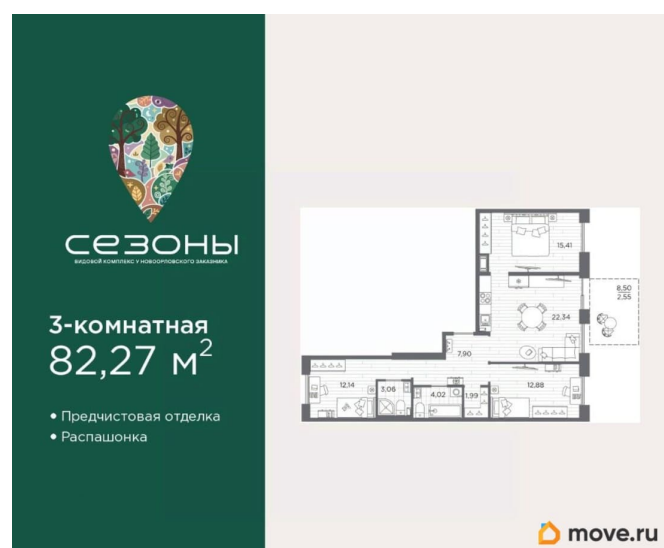 сезоны
ВИДОВОЙ КОМПЛЕКС У НОВООРЛОВСКОГО ЗАКАЗНИКА
3-комнатная
82,27 м²
• Предчистовая отделка
• Распашонка
15.41
8,50
2,55
22.34
7.90
12.14
3.06
4.02
1.99
12.88
move.ru